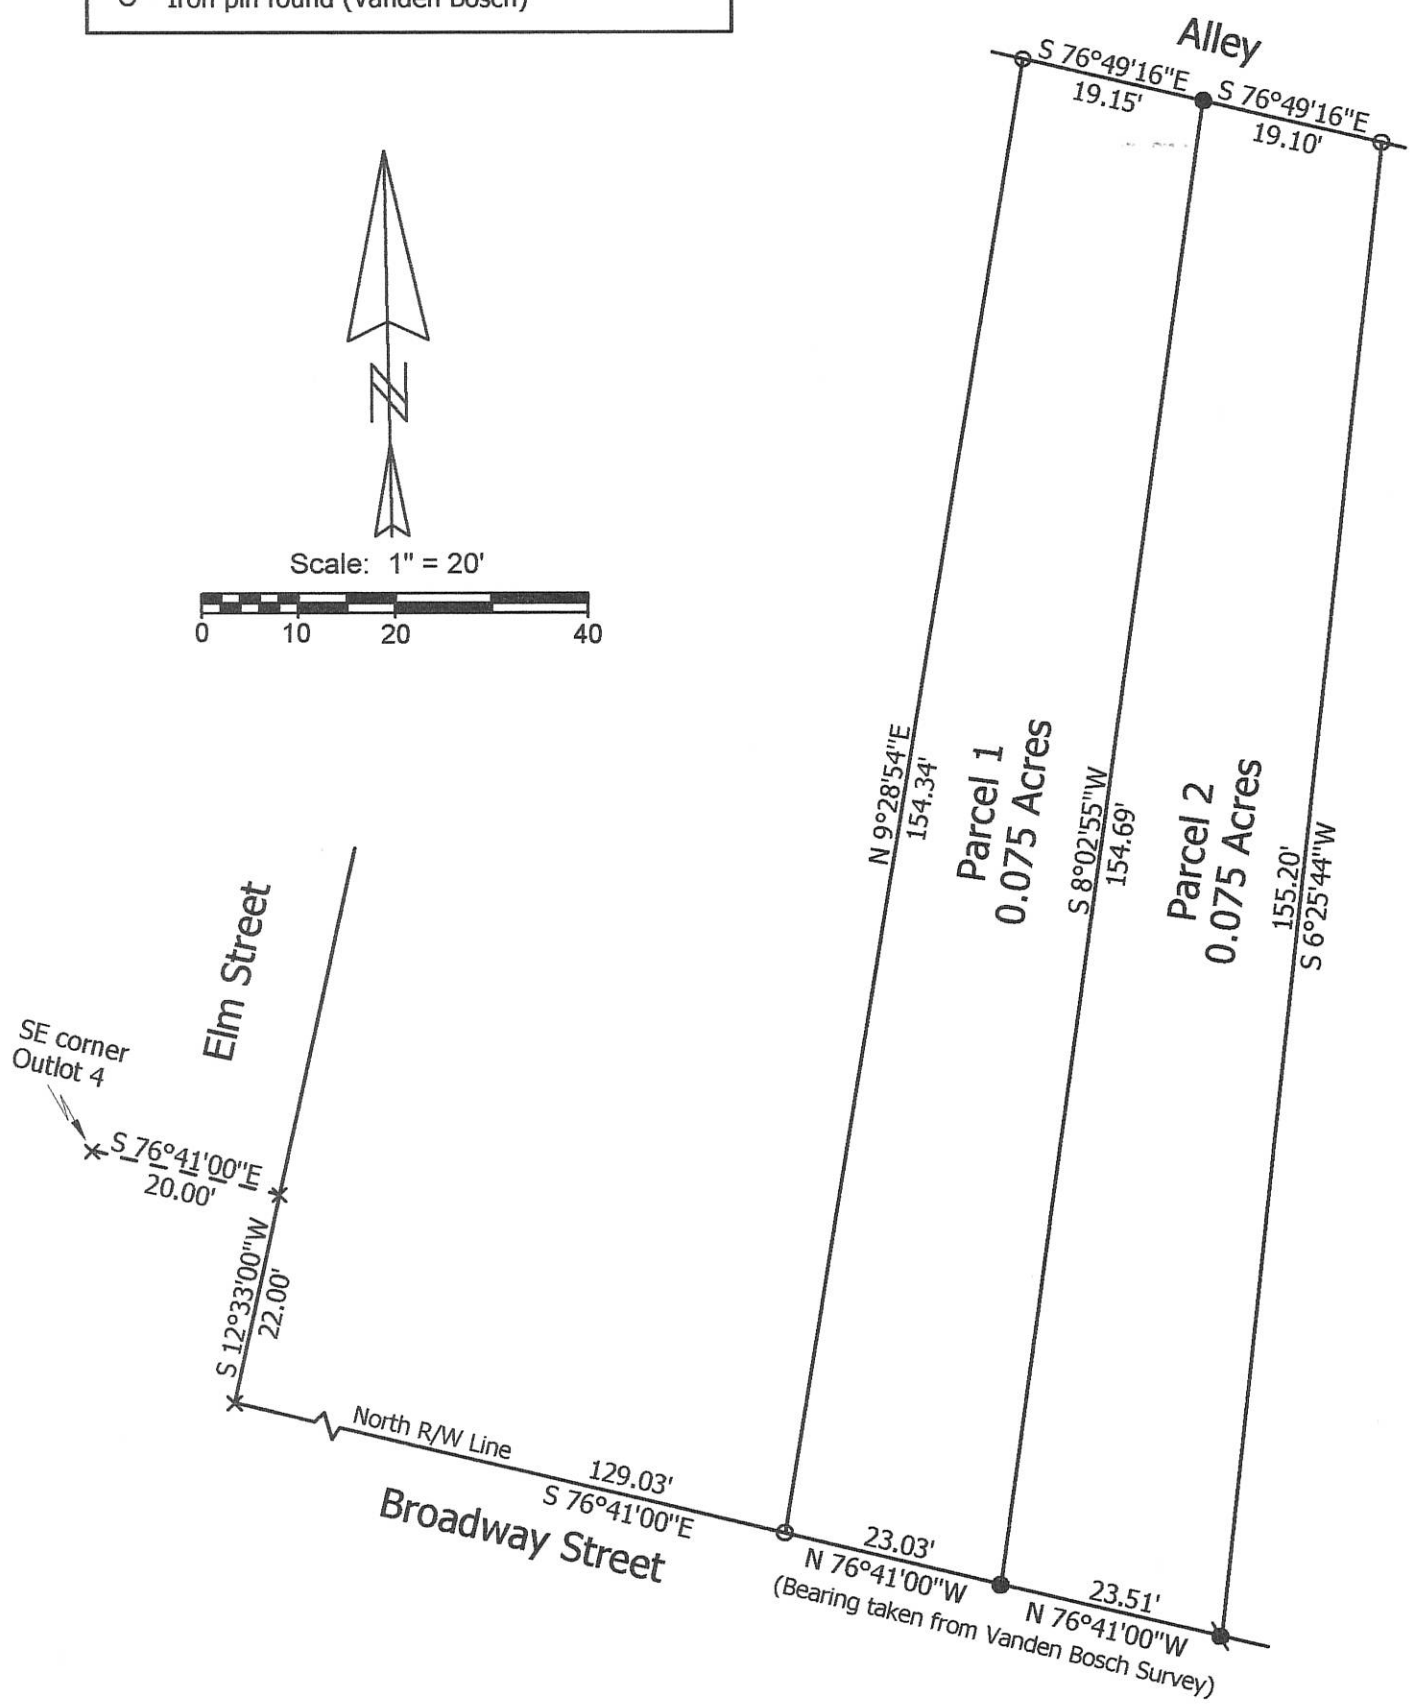 Iron pin found (Vanden Bosch)
Alley
S 76°49'16"E
19.15'
S 76°49'16"E
19.10'
N
Scale: 1" = 20'
0 10 20 40
N 9°28'54"E
154.34'
Parcel 1
0.075 Acres
S 8°02'55"W
154.69'
Parcel 2
0.075 Acres
155.20'
S 6°25'44"W
Elm Street
SE corner
Outlot 4
S 76°41'00"E
20.00'
S 12°33'00"W
22.00'
North R/W Line
129.03'
S 76°41'00"E
Broadway Street
23.03'
N 76°41'00"W
23.51'
N 76°41'00"W
(Bearing taken from Vanden Bosch Survey)